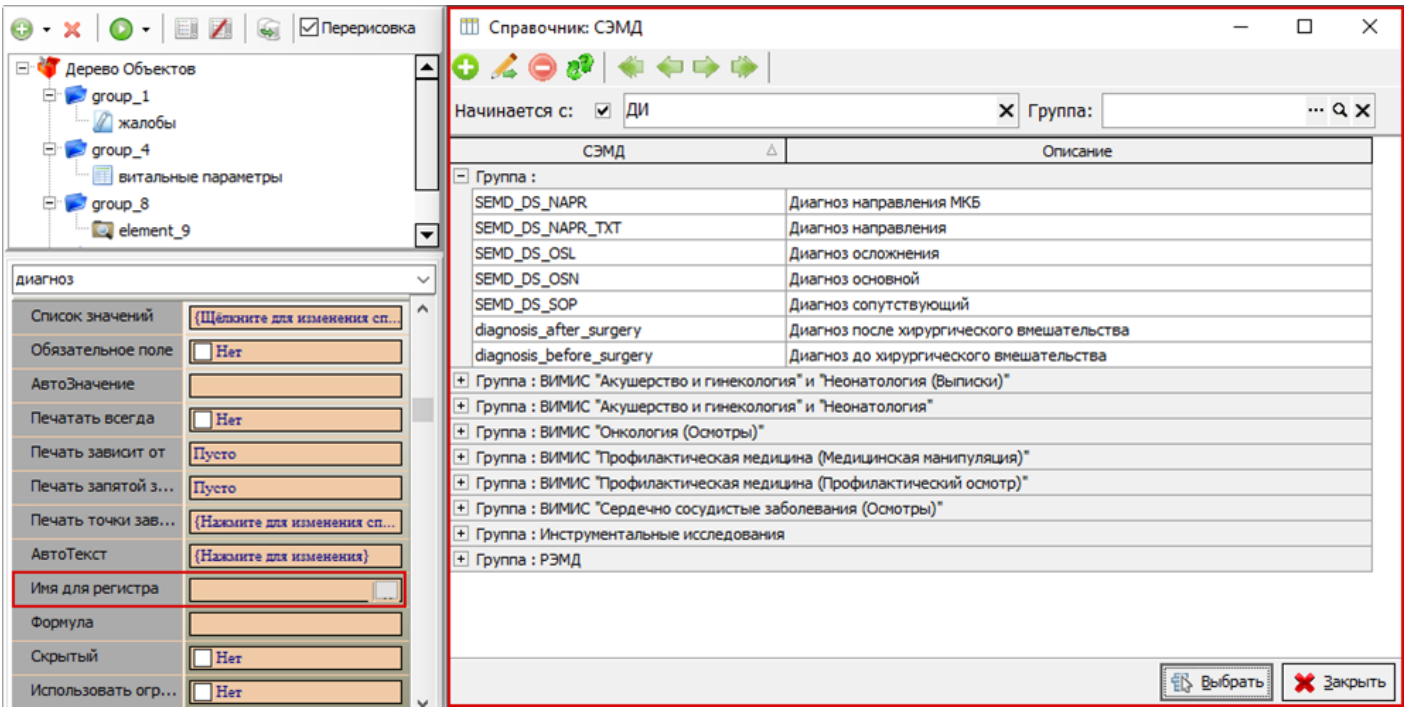 Перерисовка
Дерево Объектов
group_1
жалобы
group_4
витальные параметры
group_8
element_9
диагноз
Список значений {Щёлкните для изменения сп...
Обязательное поле Нет
АвтоЗначение
Печатать всегда Нет
Печать зависит от Пусто
Печать запятой з... Пусто
Печать точки зав... {Нажмите для изменения сп...
АвтоТекст {Нажмите для изменения}
Имя для регистра ...
Формула
Скрытый Нет
Использовать огр... Нет
Справочник: СЭМД
Начинается с: ДИ Группа: ...
СЭМД Описание
Группа :
SEMD_DS_NAPR Диагноз направления МКБ
SEMD_DS_NAPR_TXT Диагноз направления
SEMD_DS_OSL Диагноз осложнения
SEMD_DS_OSN Диагноз основной
SEMD_DS_SOP Диагноз сопутствующий
diagnosis_after_surgery Диагноз после хирургического вмешательства
diagnosis_before_surgery Диагноз до хирургического вмешательства
Группа : ВИМИС "Акушерство и гинекология" и "Неонатология (Выписки)"
Группа : ВИМИС "Акушерство и гинекология" и "Неонатология"
Группа : ВИМИС "Онкология (Осмотры)"
Группа : ВИМИС "Профилактическая медицина (Медицинская манипуляция)"
Группа : ВИМИС "Профилактическая медицина (Профилактический осмотр)"
Группа : ВИМИС "Сердечно сосудистые заболевания (Осмотры)"
Группа : Инструментальные исследования
Группа : РЭМД
Выбрать Закрыть